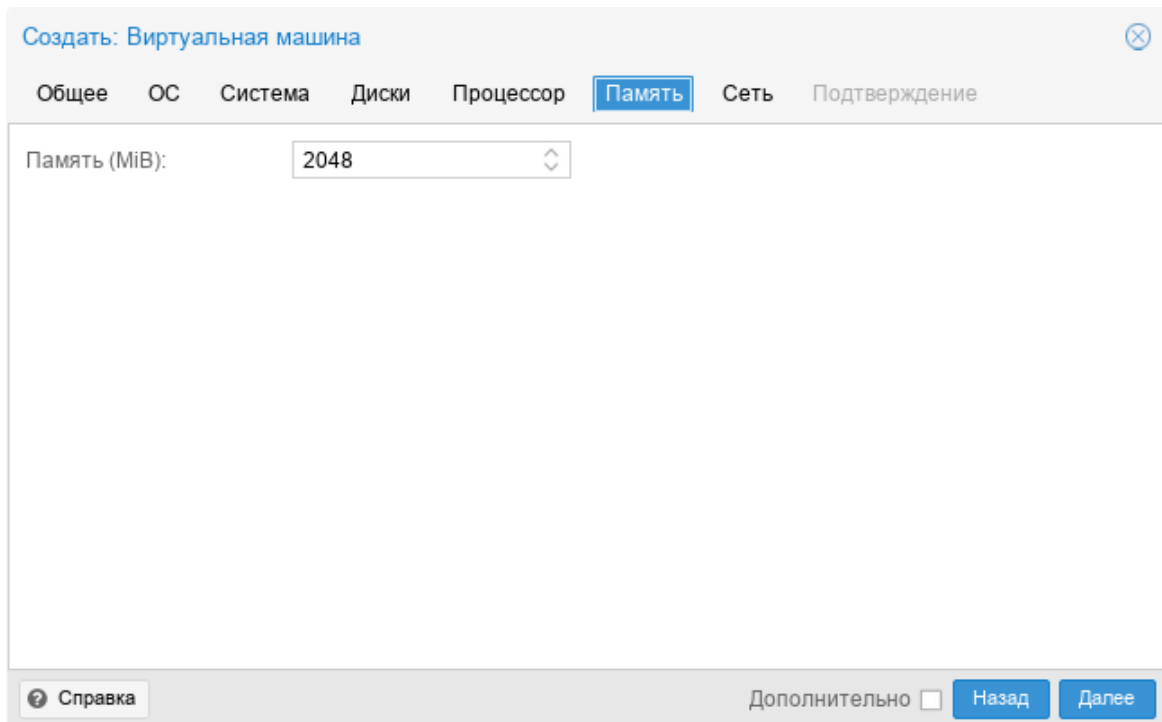 Создать: Виртуальная машина
Общее ОС Система Диски Процессор Память Сеть Подтверждение
Память (MiB): 2048
Справка Дополнительно Назад Далее